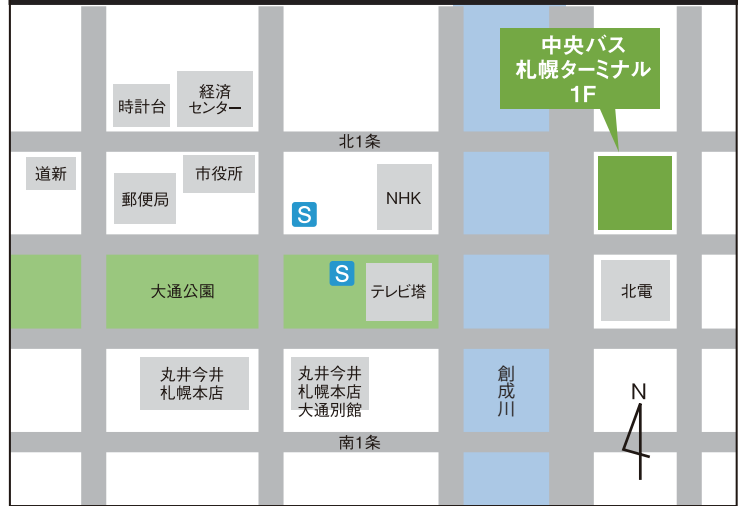 中央バス
札幌ターミナル
1F
経済
センター
時計台
北1条
道新
市役所
郵便局
NHK
S
S
大通公園
テレビ塔
北電
丸井今井
札幌本店
丸井今井
札幌本店
大通別館
創成川
N
南1条